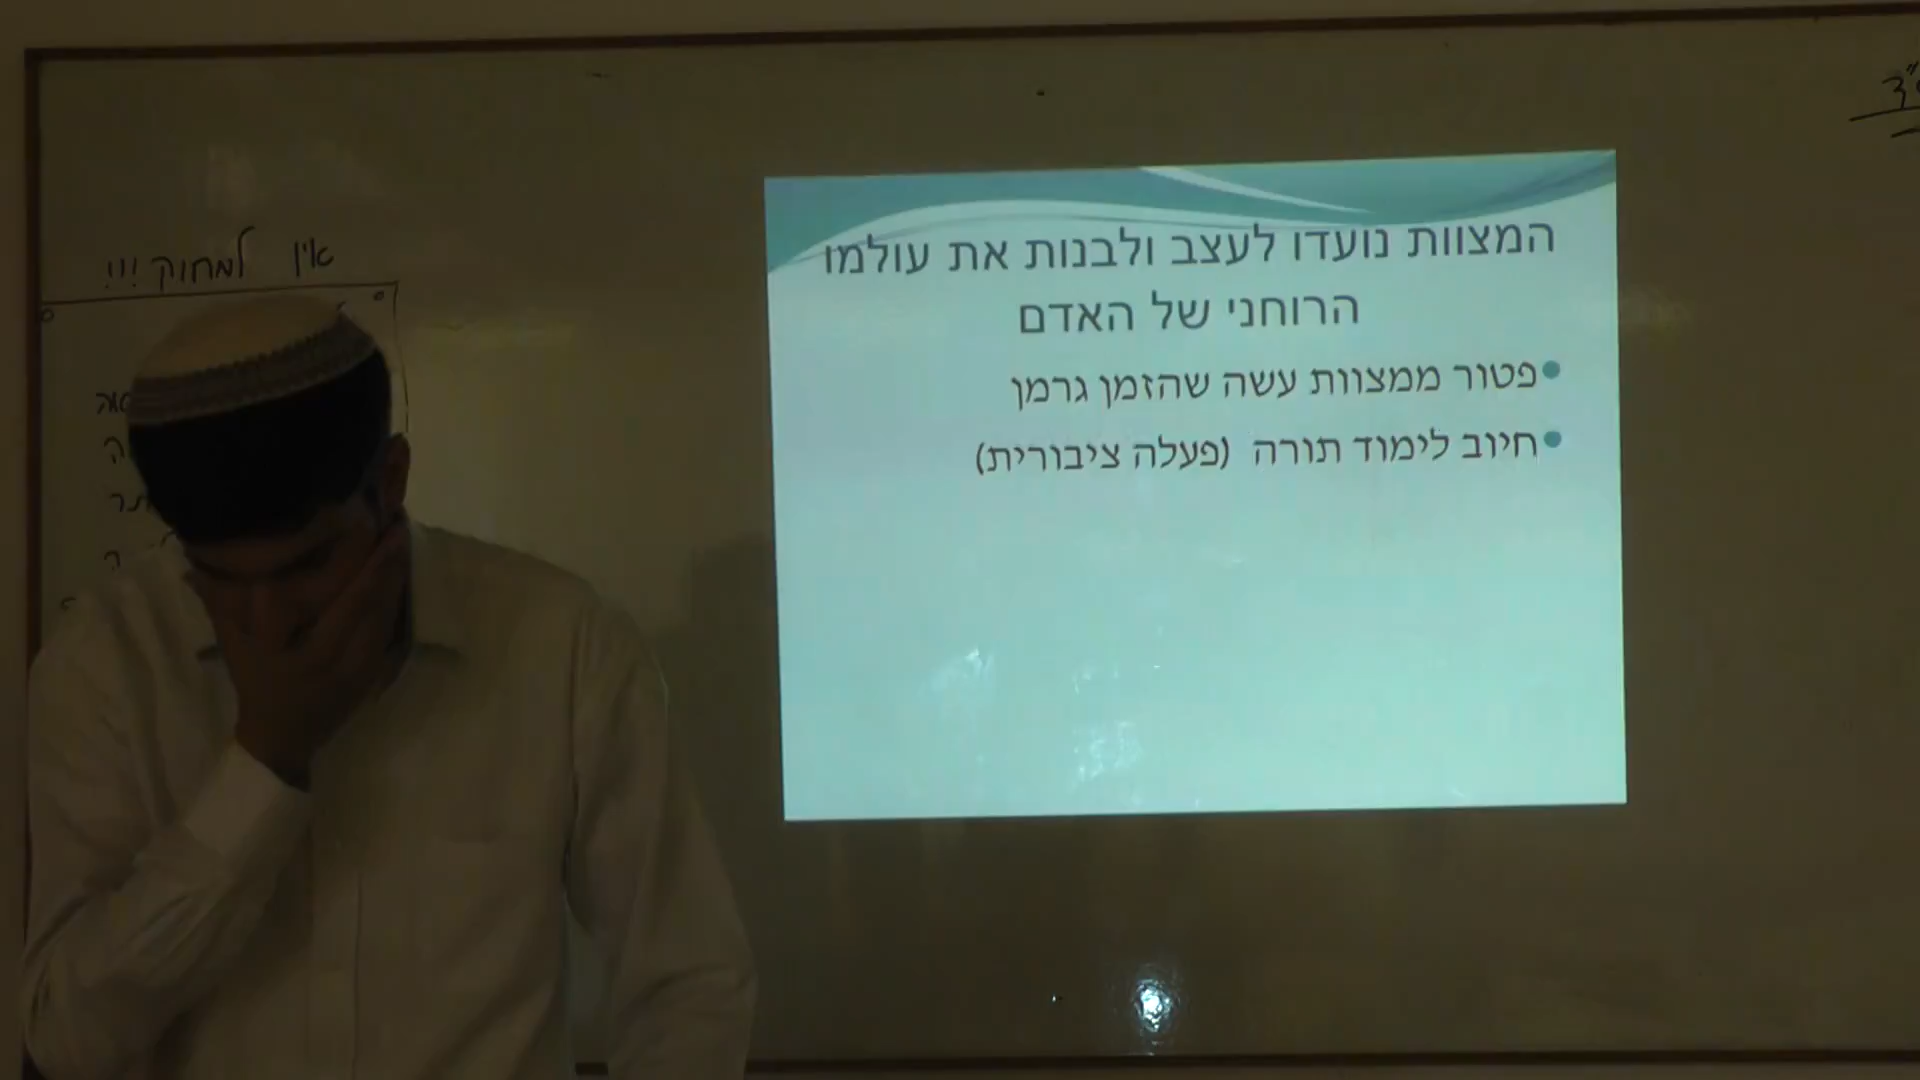 המצוות נועדו לעצב ולבנות את עולמו
הרוחני של האדם
•פטור ממצוות עשה שהזמן גרמן
•חיוב לימוד תורה (פעלה ציבורית)
אין למחוק!!!